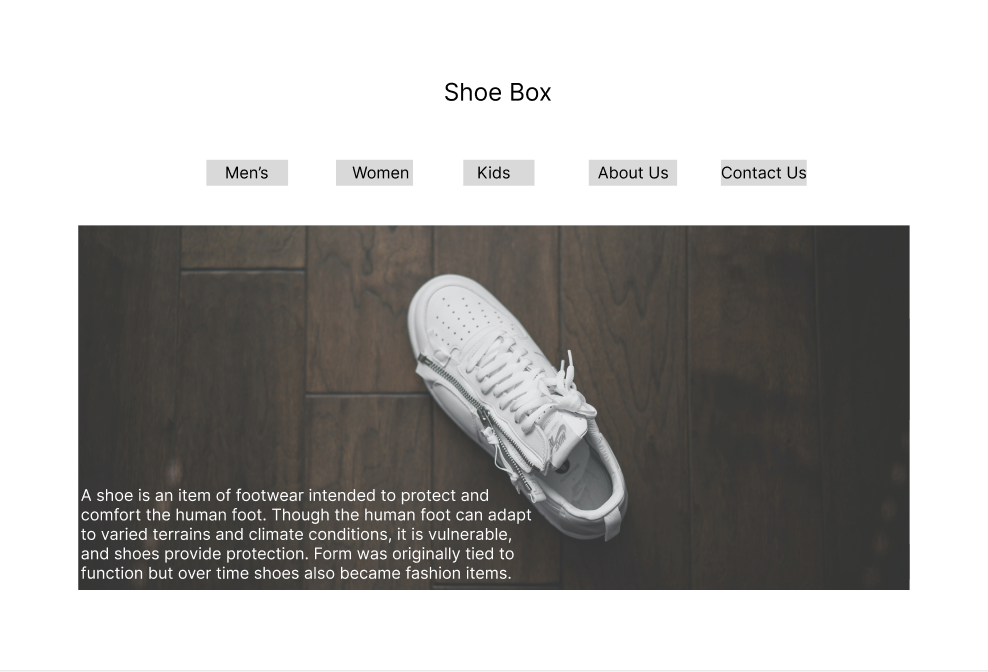 Shoe Box
Men’s Women Kids About Us Contact Us
A shoe is an item of footwear intended to protect and
comfort the human foot. Though the human foot can adapt
to varied terrains and climate conditions, it is vulnerable,
and shoes provide protection. Form was originally tied to
function but over time shoes also became fashion items.